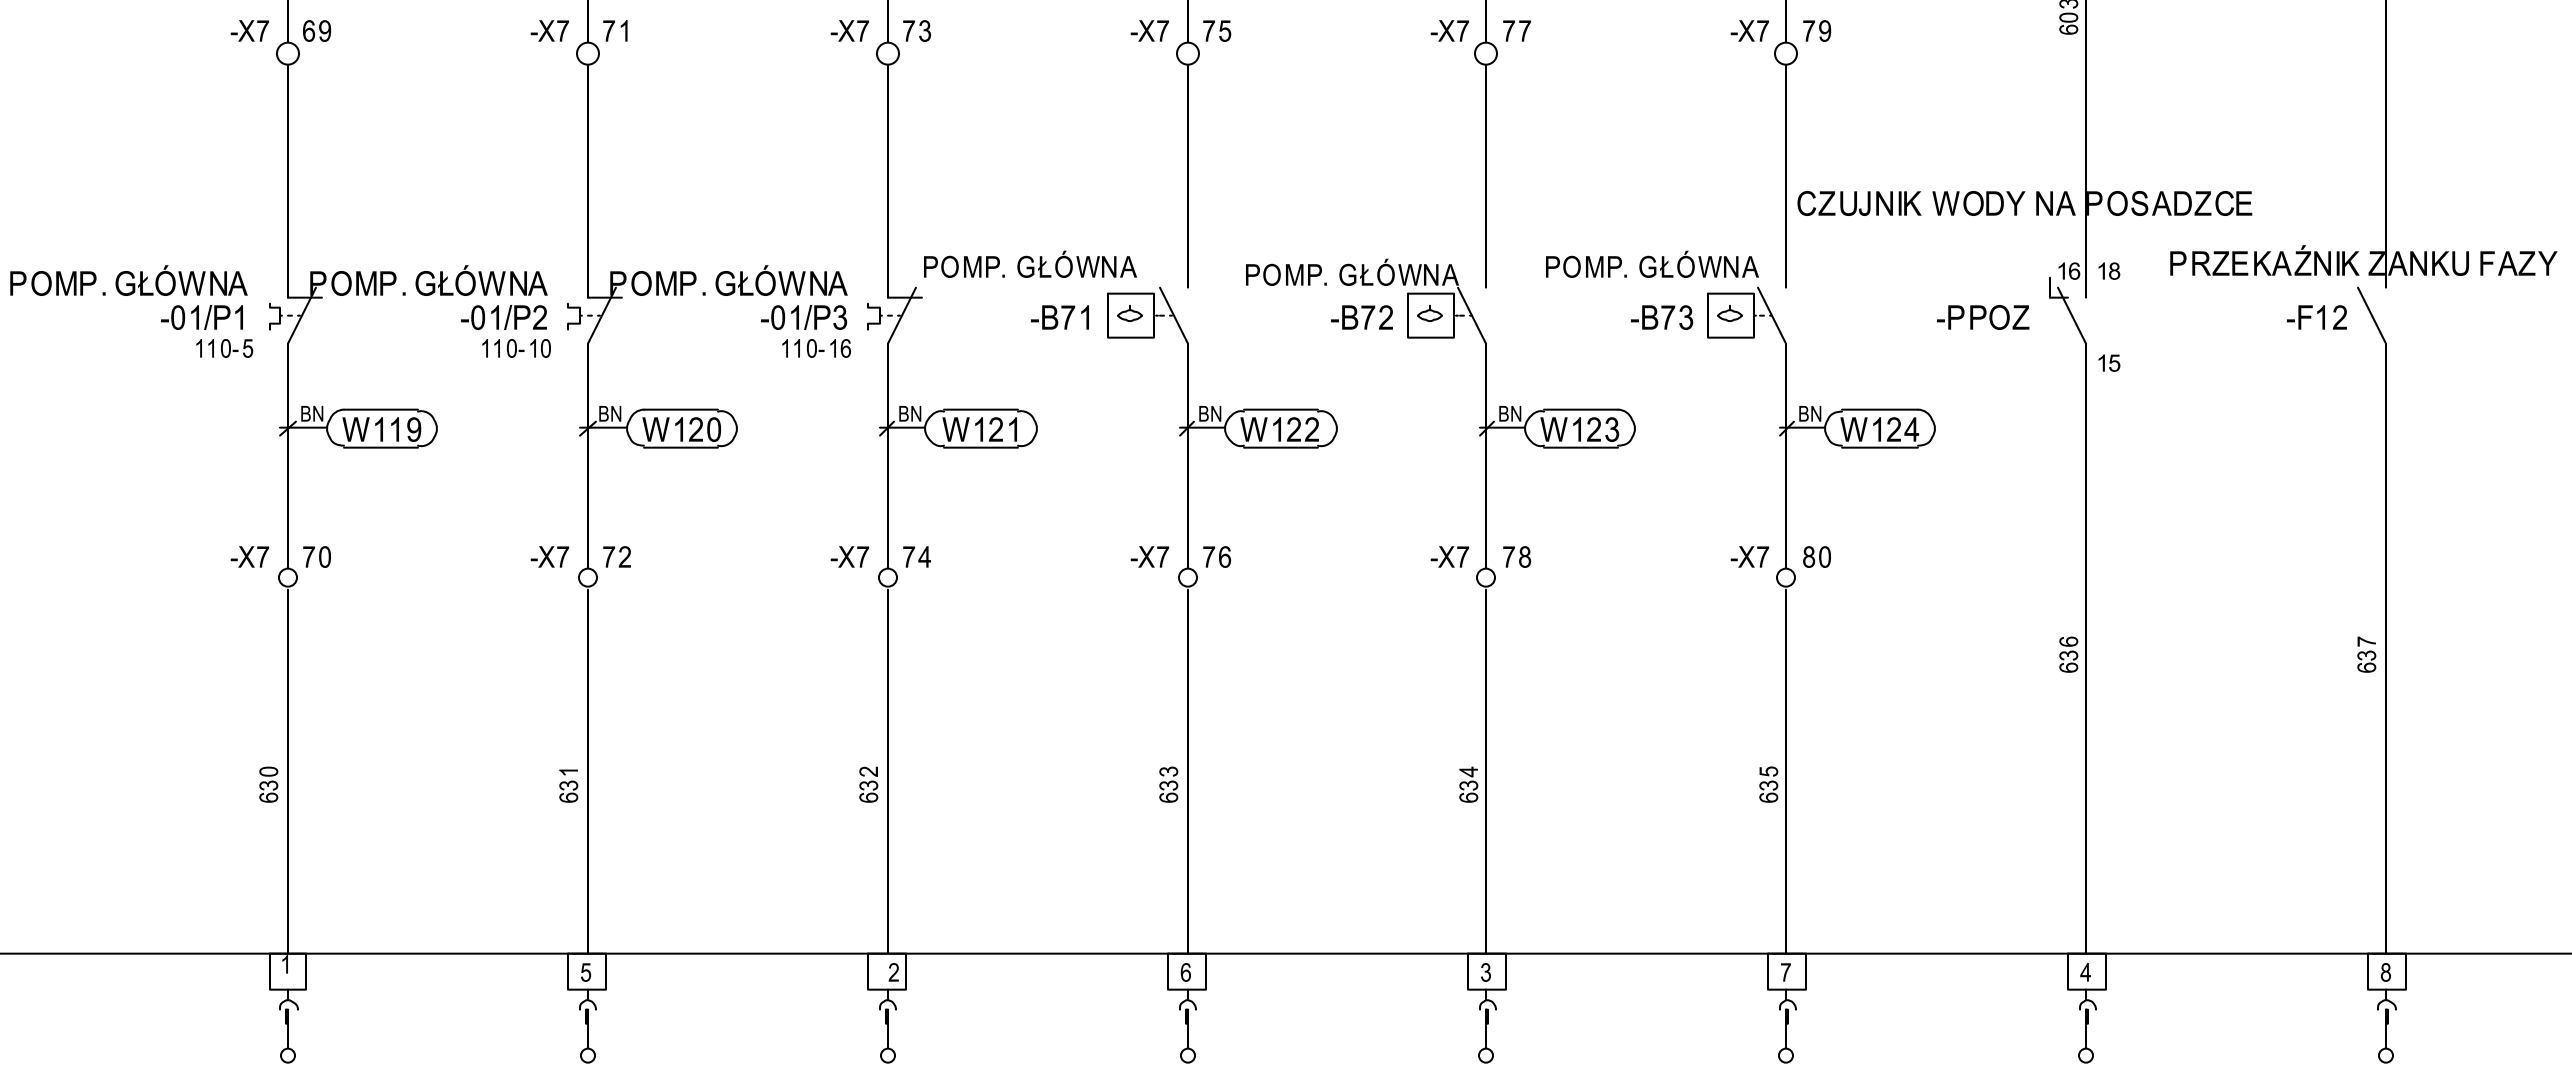 -X7 69 -X7 71 -X7 73 -X7 75 -X7 77 -X7 79 603
CZUJNIK WODY NA POSADZCE
POMP. GŁÓWNA POMP. GŁÓWNA POMP. GŁÓWNA POMP. GŁÓWNA POMP. GŁÓWNA POMP. GŁÓWNA 16 18 PRZEKAŹNIK ZANKU FAZY
-01/P1 -01/P2 -01/P3 -B71 -B72 -B73 -PPOZ -F12
110-5 110-10 110-16 15
BN W119 BN W120 BN W121 BN W122 BN W123 BN W124
-X7 70 -X7 72 -X7 74 -X7 76 -X7 78 -X7 80
636 637
630 631 632 633 634 635
1 5 2 6 3 7 4 8